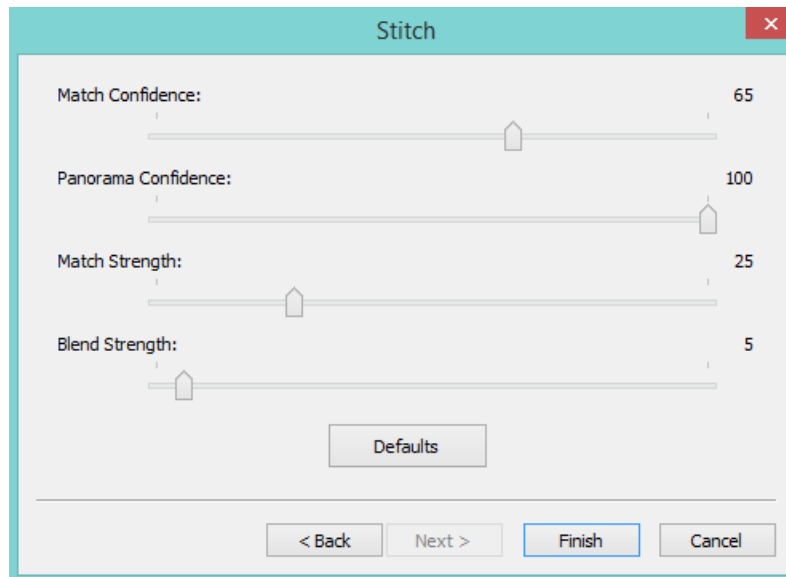 Stitch
Match Confidence: 65
Panorama Confidence: 100
Match Strength: 25
Blend Strength: 5
Defaults
< Back Next > Finish Cancel